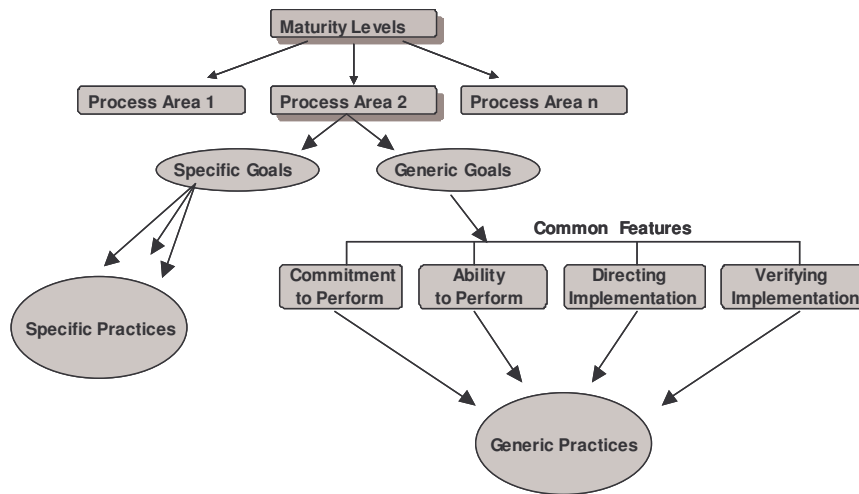 Maturity Levels
Process Area 1
Process Area 2
Process Area n
Specific Goals
Generic Goals
Common Features
Commitment
to Perform
Ability
to Perform
Directing
Implementation
Verifying
Implementation
Specific Practices
Generic Practices